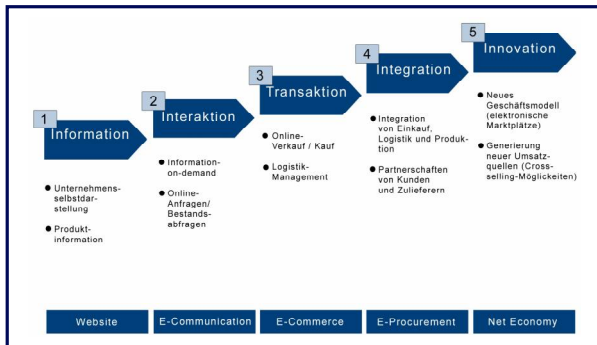 1
Information
● Unternehmens-
selbstdar-
stellung
● Produkt-
information
2
Interaktion
● Information-
on-demand
● Online-
Anfragen/
Bestands-
abfragen
3
Transaktion
● Online-
Verkauf / Kauf
● Logistik-
Management
4
Integration
● Integration
von Einkauf,
Logistik und Produk-
tion
● Partnerschaften
von Kunden
und Zulieferern
5
Innovation
● Neues
Geschäftsmodell
(elektronische
Marktplätze)
● Generierung
neuer Umsatz-
quellen (Cross-
selling-Möglickeiten)
Website
E-Communication
E-Commerce
E-Procurement
Net Economy